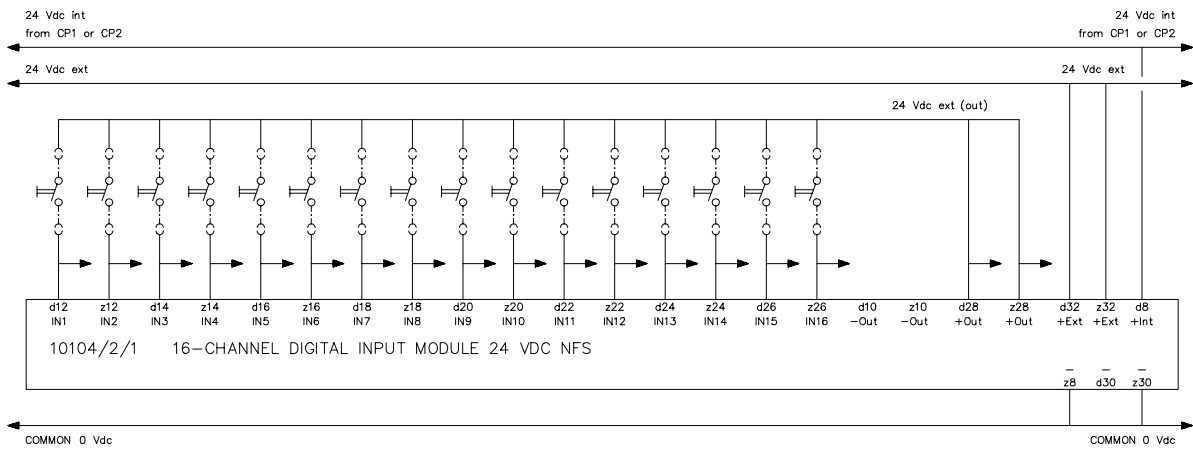 24 Vdc int 24 Vdc int
from CP1 or CP2 from CP1 or CP2
24 Vdc ext 24 Vdc ext
24 Vdc ext (out)
d12 z12 d14 z14 d16 z16 d18 z18 d20 z20 d22 z22 d24 z24 d26 z26 d10 z10 d28 z28 d32 z32 d8
IN1 IN2 IN3 IN4 IN5 IN6 IN7 IN8 IN9 IN10 IN11 IN12 IN13 IN14 IN15 IN16 −Out −Out +Out +Out +Ext +Ext +Int
10104/2/1 16−CHANNEL DIGITAL INPUT MODULE 24 VDC NFS
− − −
z8 d30 z30
COMMON 0 Vdc COMMON 0 Vdc